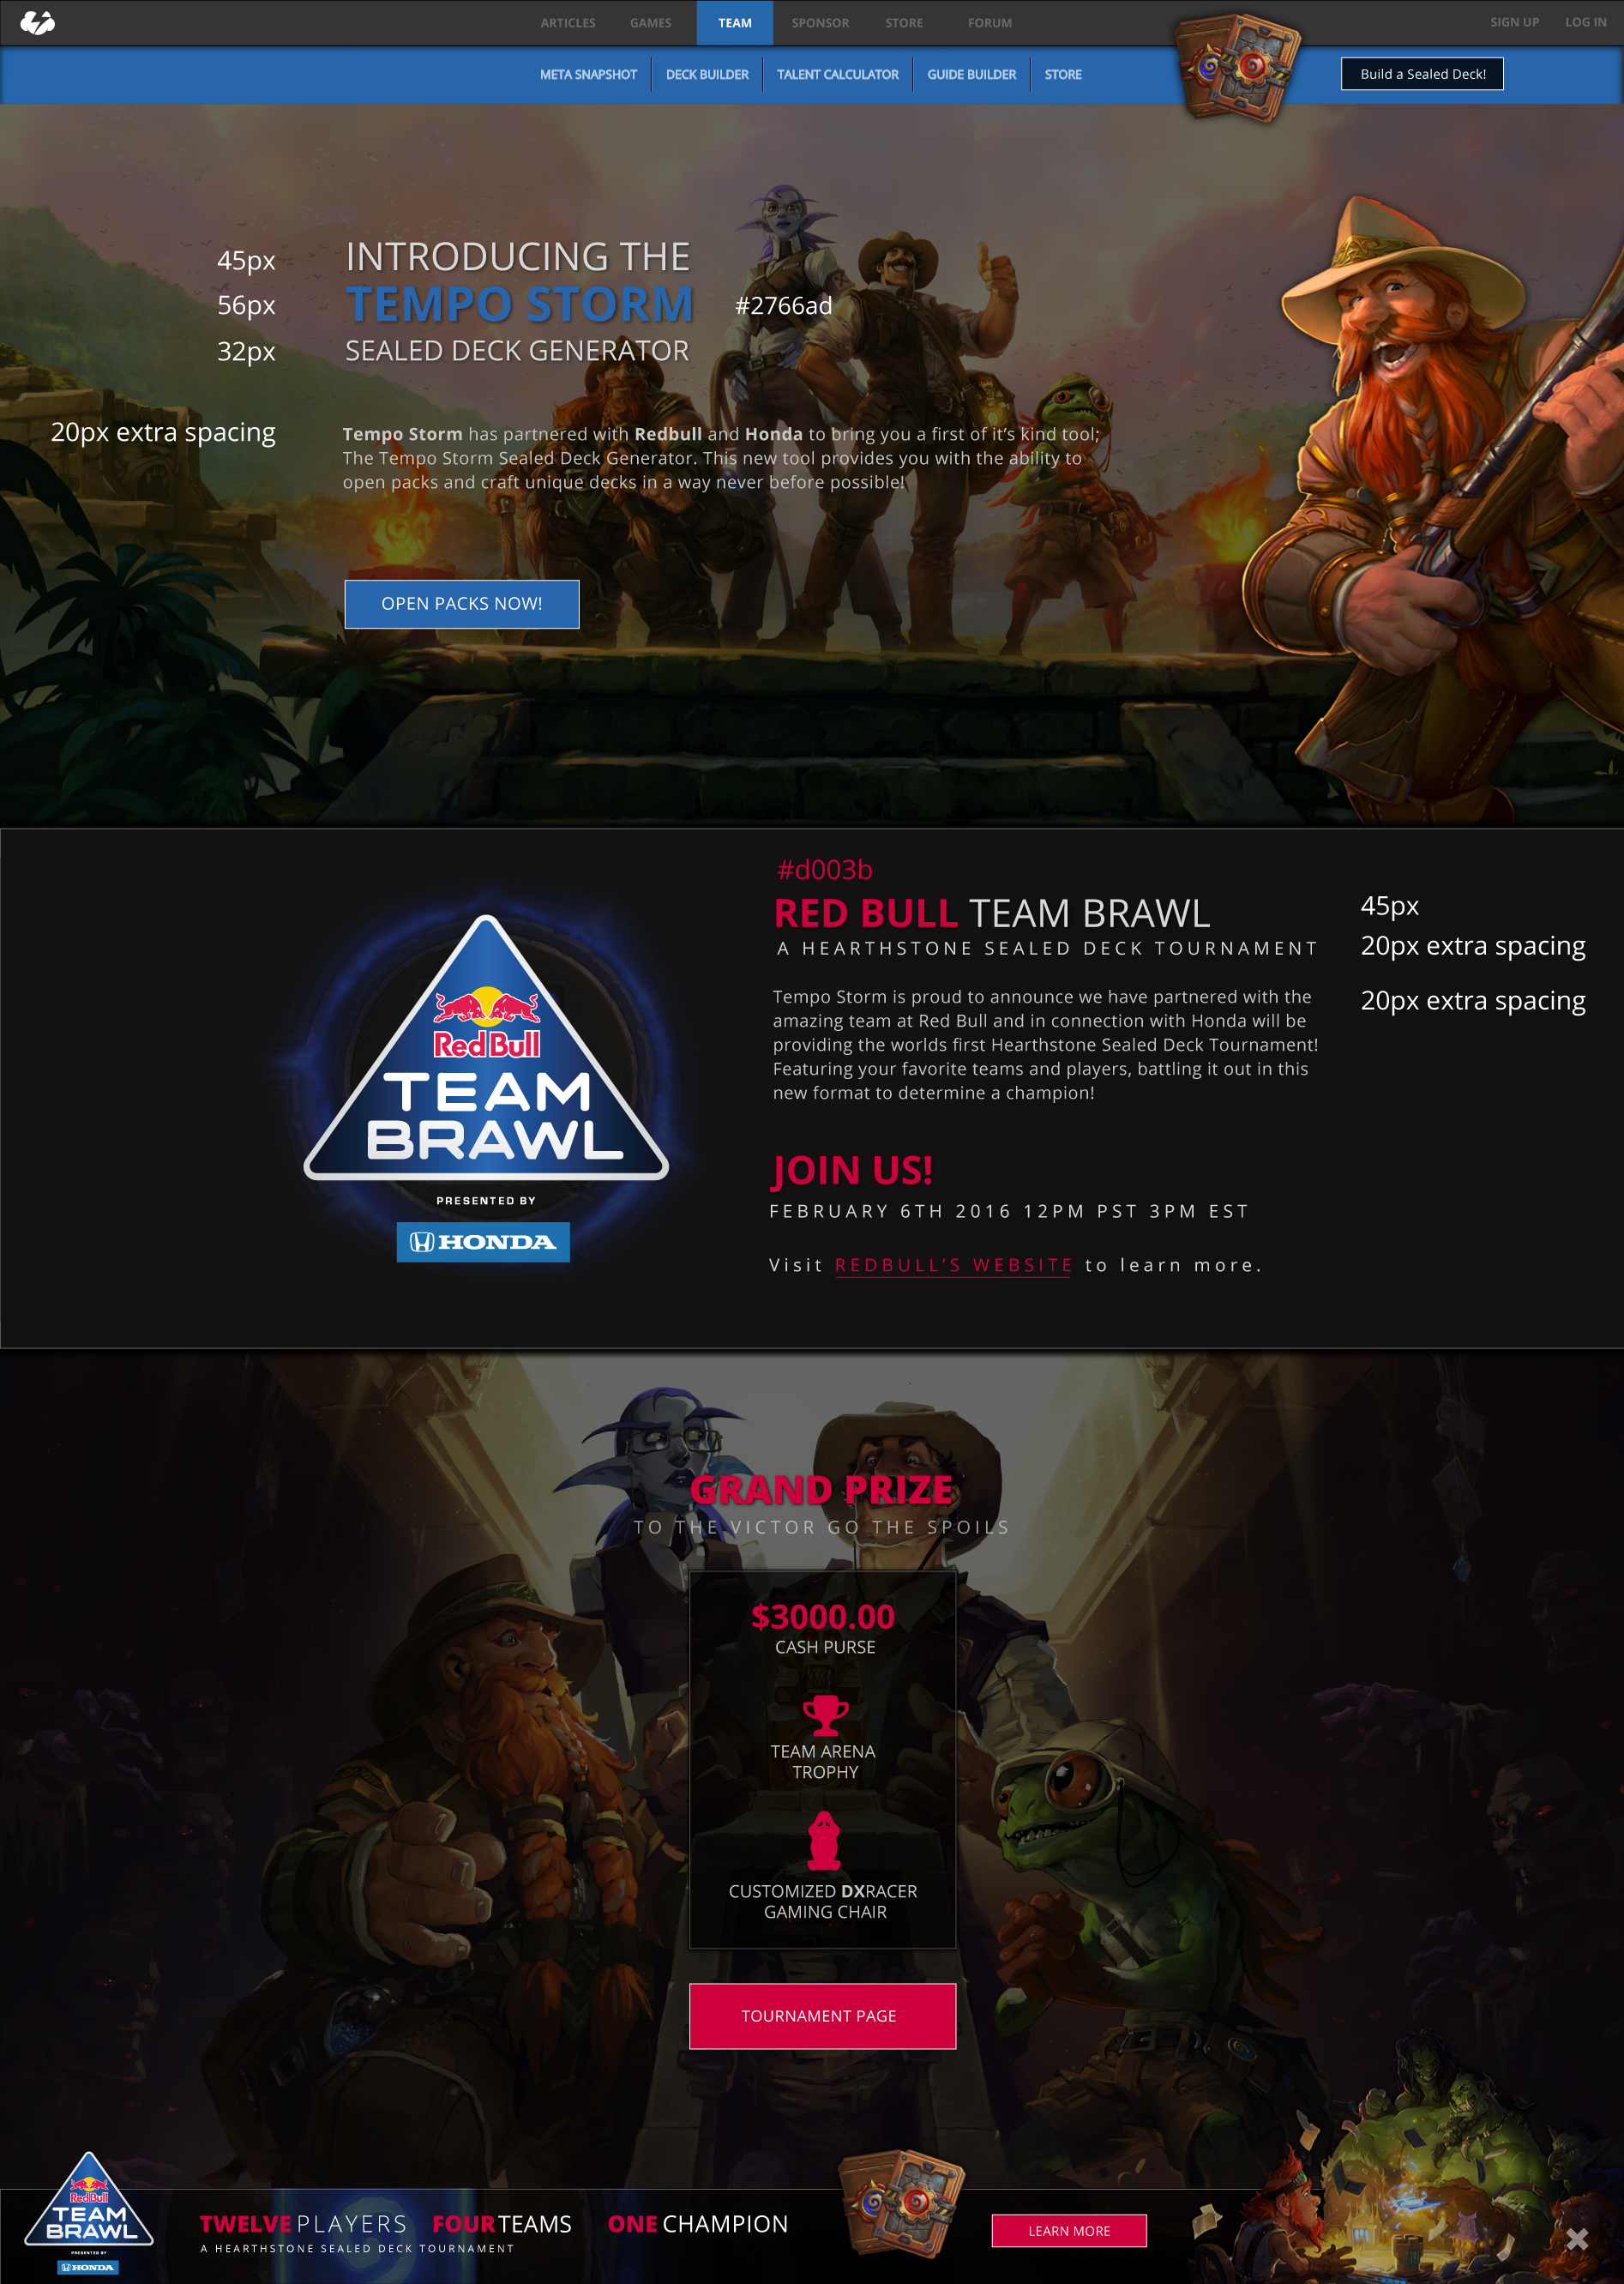 ARTICLES GAMES TEAM SPONSOR STORE FORUM SIGN UP LOG IN
META SNAPSHOT DECK BUILDER TALENT CALCULATOR GUIDE BUILDER STORE Build a Sealed Deck!
45px INTRODUCING THE
56px TEMPO STORM #2766ad
32px SEALED DECK GENERATOR
20px extra spacing Tempo Storm has partnered with Redbull and Honda to bring you a first of it's kind tool;
The Tempo Storm Sealed Deck Generator. This new tool provides you with the ability to
open packs and craft unique decks in a way never before possible!
OPEN PACKS NOW!
#d003b
RED BULL TEAM BRAWL 45px
A HEARTHSTONE SEALED DECK TOURNAMENT 20px extra spacing
Tempo Storm is proud to announce we have partnered with the 20px extra spacing
amazing team at Red Bull and in connection with Honda will be
providing the worlds first Hearthstone Sealed Deck Tournament!
Featuring your favorite teams and players, battling it out in this
new format to determine a champion!
Red Bull
TEAM
BRAWL
PRESENTED BY
HONDA
JOIN US!
FEBRUARY 6TH 2016 12PM PST 3PM EST
Visit REDBULL'S WEBSITE to learn more.
GRAND PRIZE
TO THE VICTOR GO THE SPOILS
$3000.00
CASH PURSE
TEAM ARENA
TROPHY
CUSTOMIZED DXRACER
GAMING CHAIR
TOURNAMENT PAGE
Red Bull
TEAM
BRAWL
PRESENTED BY
HONDA
TWELVE PLAYERS FOUR TEAMS ONE CHAMPION
A HEARTHSTONE SEALED DECK TOURNAMENT
LEARN MORE